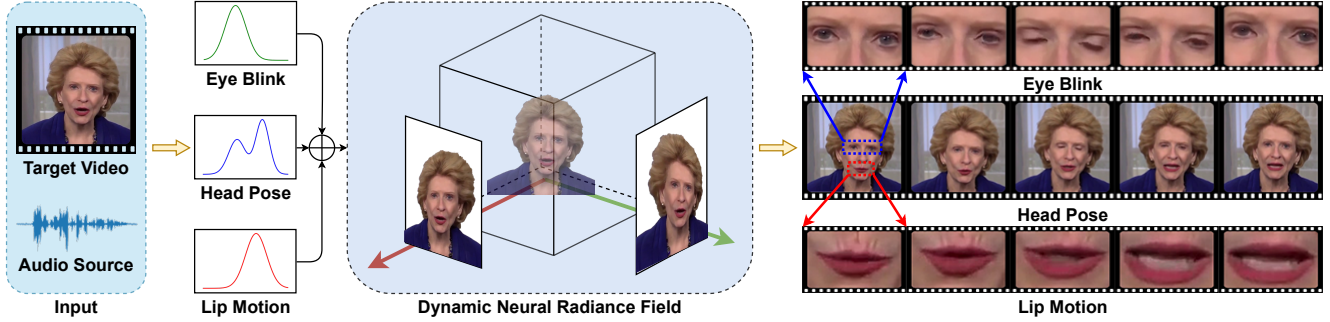 Target Video
Audio Source
Input
Eye Blink
Head Pose
Lip Motion
Dynamic Neural Radiance Field
Eye Blink
Head Pose
Lip Motion